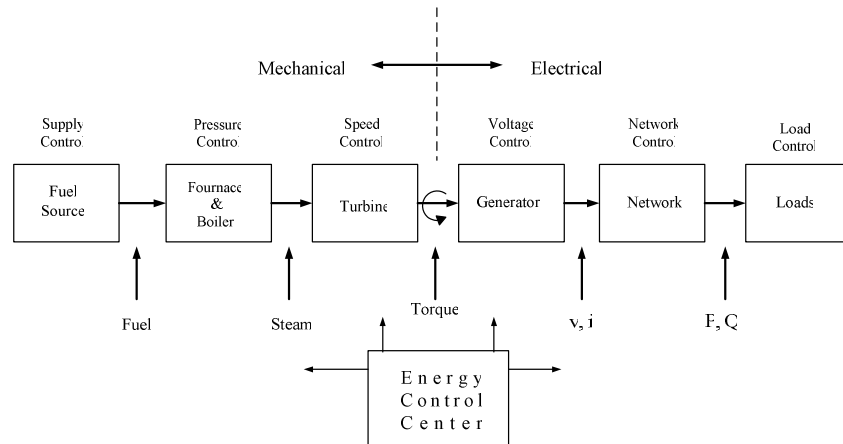 Mechanical
Electrical
Supply
Control
Pressure
Control
Speed
Control
Voltage
Control
Network
Control
Load
Control
Fuel
Source
Fournace
&
Boiler
Turbine
Generator
Network
Loads
Fuel
Steam
Torque
v, i
P, Q
Energy
Control
Center